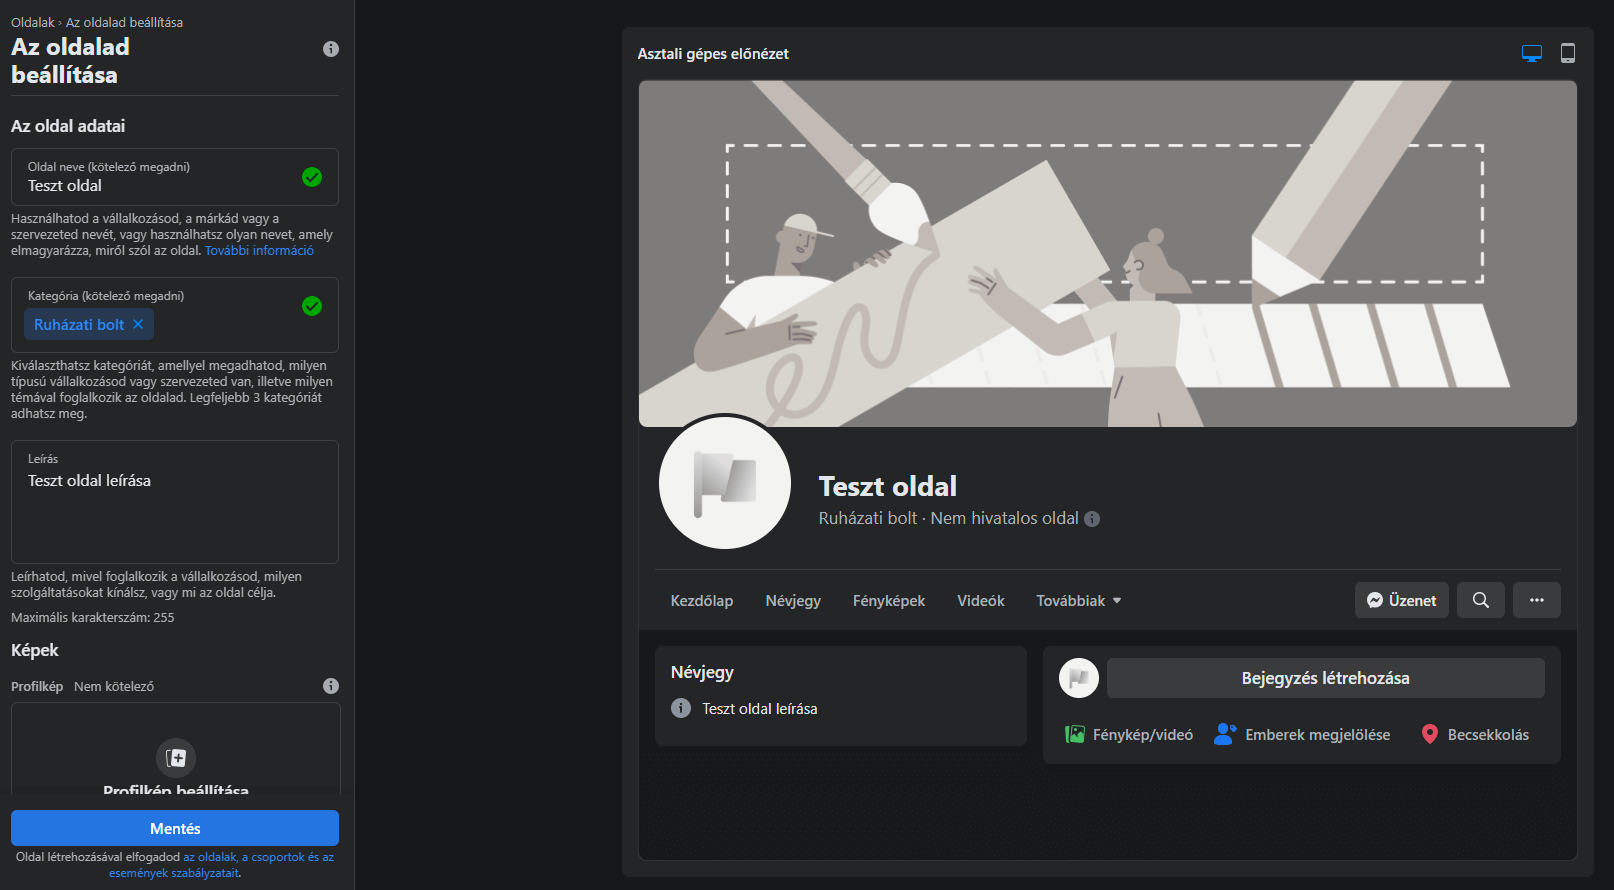 Oldalak › Az oldalad beállítása
Az oldalad
beállítása
Az oldal adatai
Oldal neve (kötelező megadni)
Teszt oldal
Használhatod a vállalkozásod, a márkád vagy a
szervezeted nevét, vagy használhatsz olyan nevet, amely
elmagyarázza, miről szól az oldal. További információ
Kategória (kötelező megadni)
Ruházati bolt
Kiválaszthatsz kategóriát, amellyel megadhatod, milyen
típusú vállalkozásod vagy szervezeted van, illetve milyen
témával foglalkozik az oldalad. Legfeljebb 3 kategóriát
adhatsz meg.
Leírás
Teszt oldal leírása
Leírhatod, mivel foglalkozik a vállalkozásod, milyen
szolgáltatásokat kínálsz, vagy mi az oldal célja.
Maximális karakterszám: 255
Képek
Profilkép Nem kötelező
Profilkép beállítása
Mentés
Oldal létrehozásával elfogadod az oldalak, a csoportok és az
események szabályzatait.
Asztali gépes előnézet
Teszt oldal
Ruházati bolt · Nem hivatalos oldal
Kezdőlap Névjegy Fényképek Videók Továbbiak Üzenet
Névjegy
Teszt oldal leírása
Bejegyzés létrehozása
Fénykép/videó Emberek megjelölése Becsekkolás